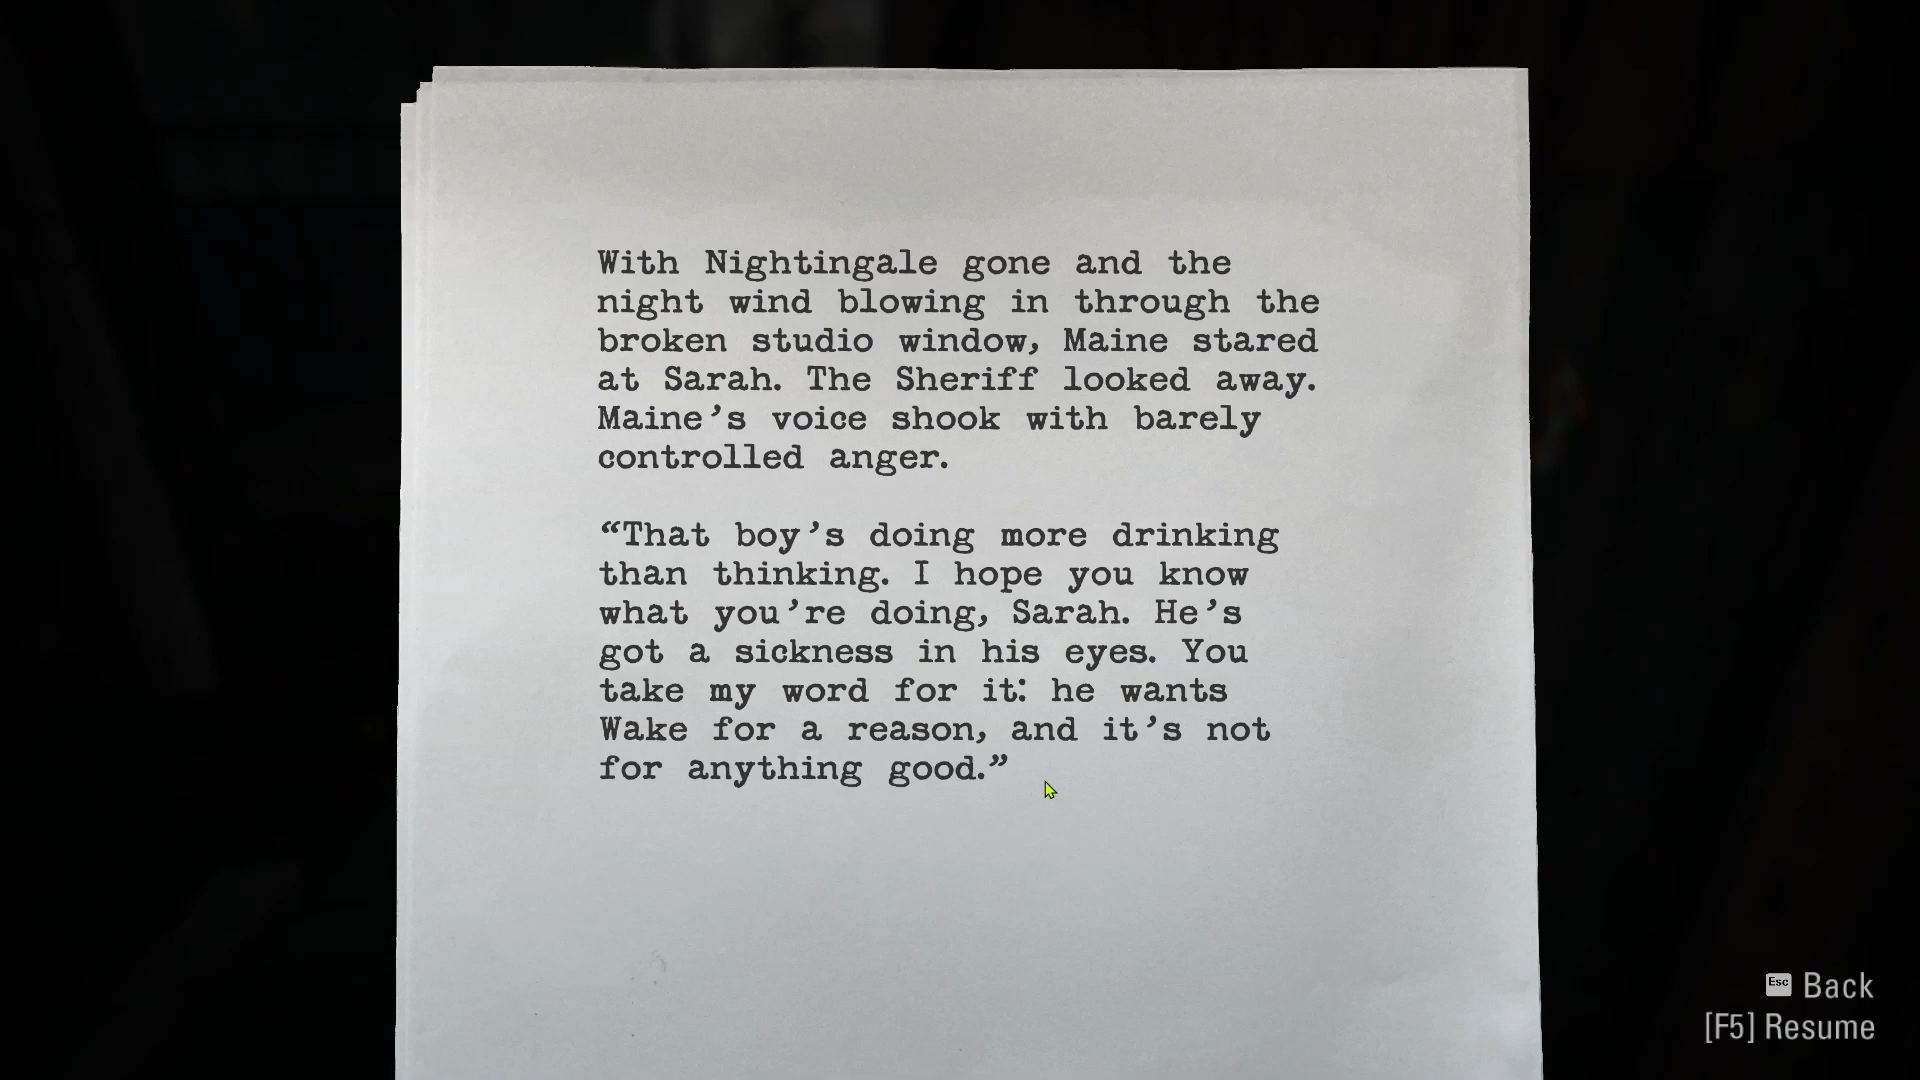 With Nightingale gone and the
night wind blowing in through the
broken studio window, Maine stared
at Sarah. The Sheriff looked away.
Maine’s voice shook with barely
controlled anger.
“That boy’s doing more drinking
than thinking. I hope you know
what you’re doing, Sarah. He’s
got a sickness in his eyes. You
take my word for it: he wants
Wake for a reason, and it’s not
for anything good.”
Esc Back
[F5] Resume